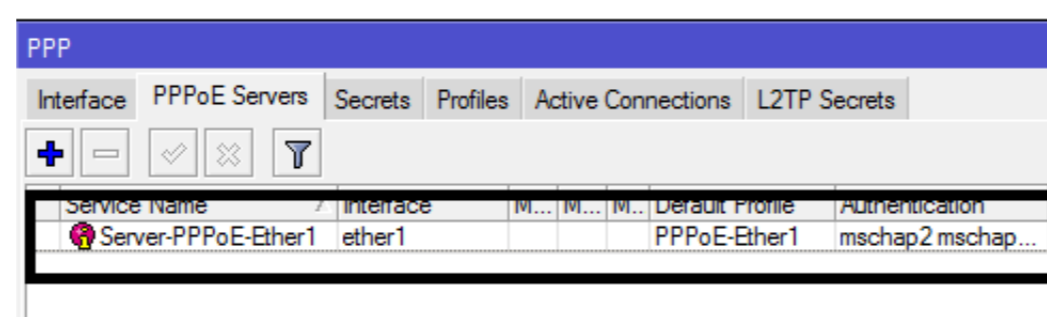 PPP
Interface PPPoE Servers Secrets Profiles Active Connections L2TP Secrets
Service Name Interface M... M... M.. Default Profile Authentication
Server-PPPoE-Ether1 ether1 PPPoE-Ether1 mschap2 mschap...